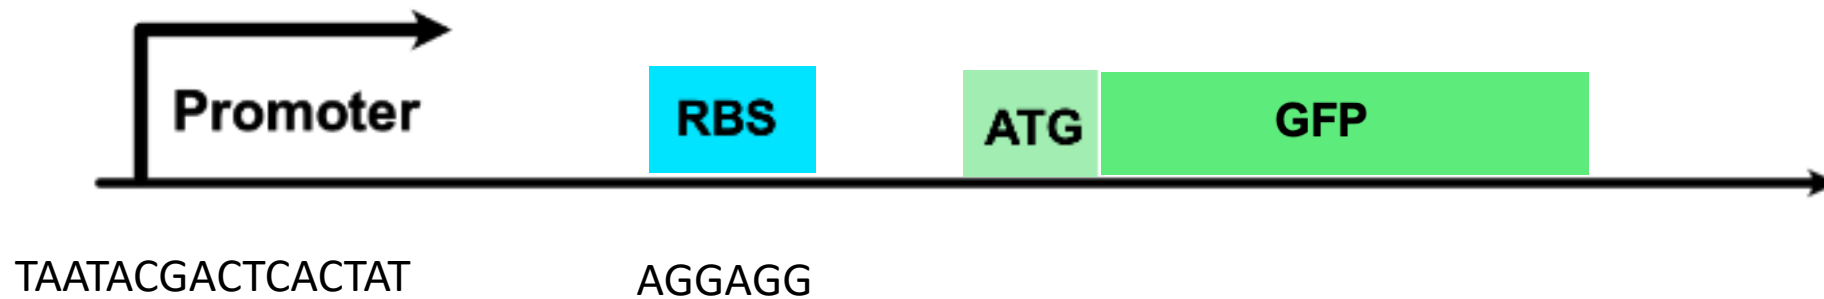 Promoter
RBS
ATG
GFP
TAATACGACTCACTAT
AGGAGG